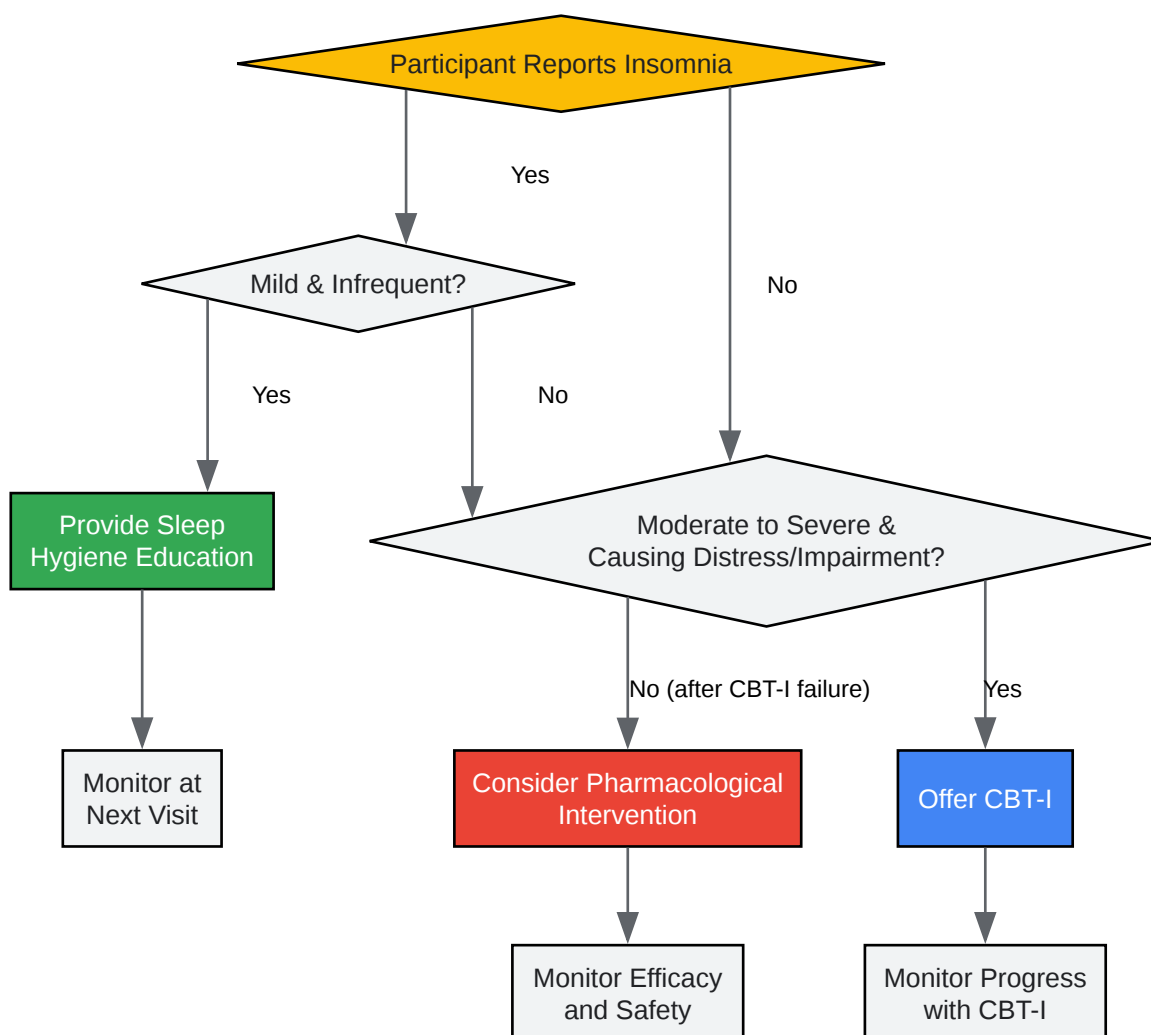 Participant Reports Insomnia
Yes
Mild & Infrequent?
No
Yes
No
Provide Sleep
Hygiene Education
Moderate to Severe &
Causing Distress/Impairment?
No (after CBT-I failure)
Yes
Monitor at
Next Visit
Consider Pharmacological
Intervention
Offer CBT-I
Monitor Efficacy
and Safety
Monitor Progress
with CBT-I